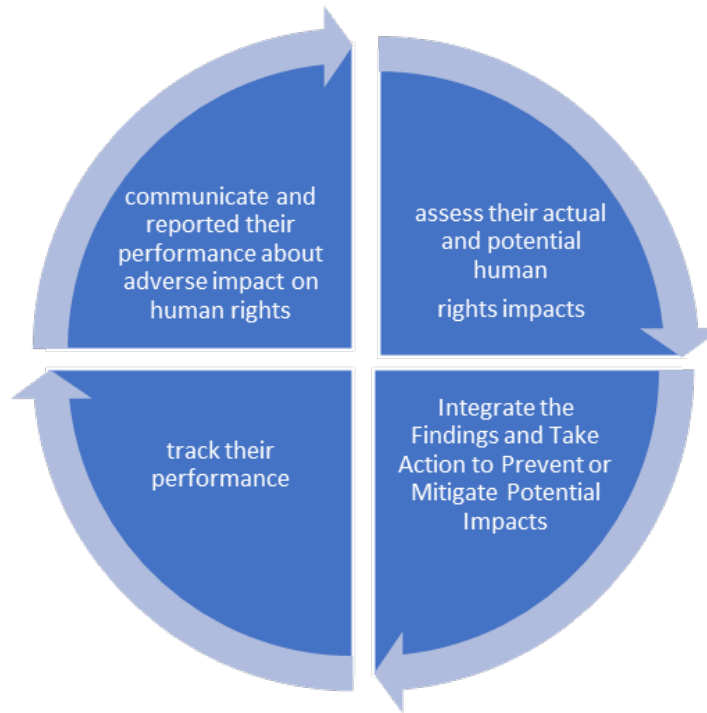 communicate and
reported their
performance about
adverse impact on
human rights
assess their actual
and potential
human
rights impacts
track their
performance
Integrate the
Findings and Take
Action to Prevent or
Mitigate Potential
Impacts